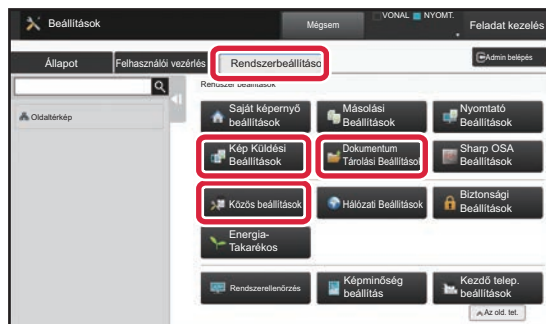 Beállítások
Mégsem
VONAL
NYOMT.
Feladat kezelés
Állapot
Felhasználói vezérlés
Rendszerbeállításo
Admin belépés
Rendszer beállítások
Oldaltérkép
Saját képernyő
beállítások
Másolási
Beállítások
Nyomtató
Beállítások
Kép Küldési
Beállítások
Dokumentum
Tárolási Beállítások
Sharp OSA
Beállítások
Közös beállítások
Hálózati Beállítások
Biztonsági
Beállítások
Energia-
Takarékos
Rendszerellenőrzés
Képminőség
beállítás
Kezdő telep.
beállítások
Az old. tet.